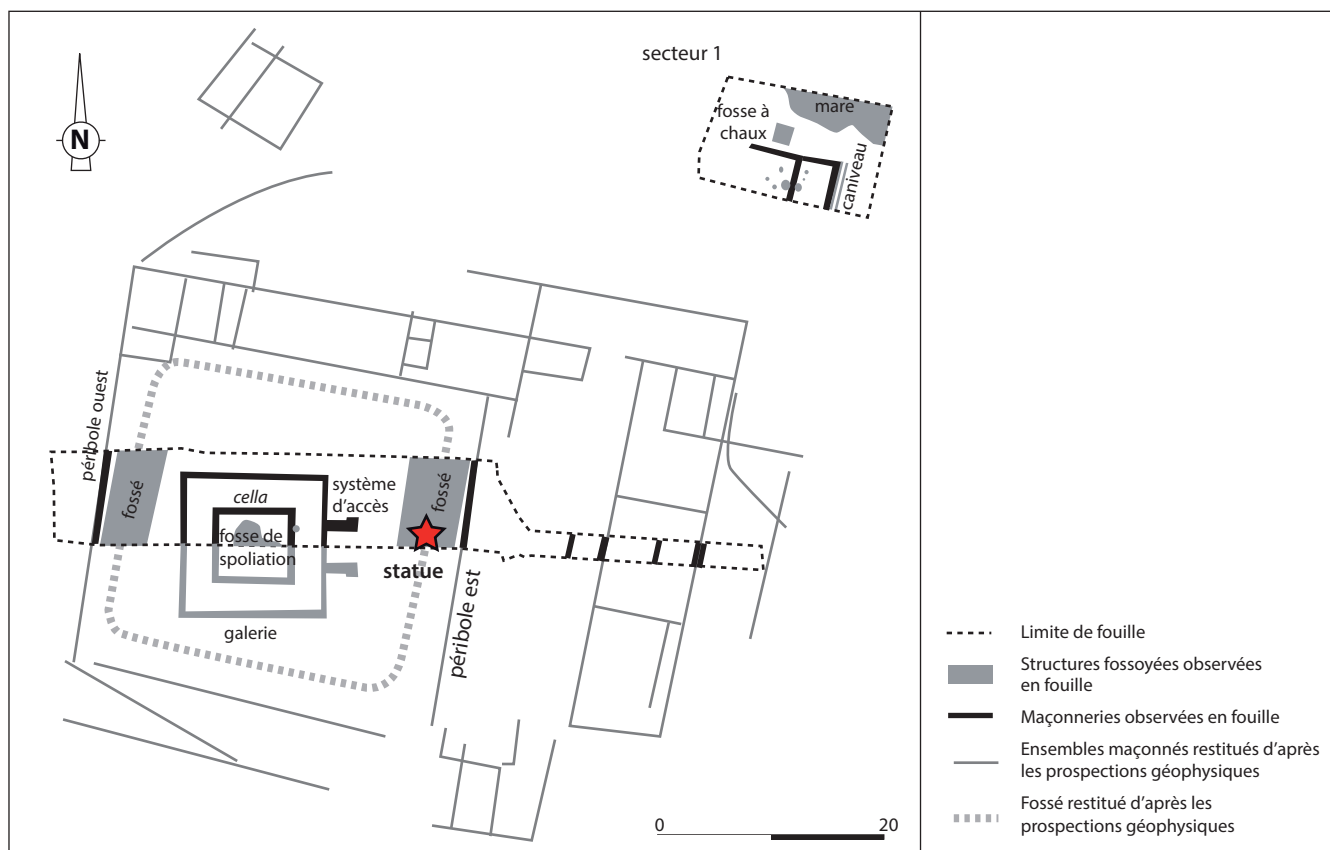 secteur 1
N
fosse à
chaux
mare
caniveau
péribole ouest
fossé
cella
système
d'accès
fossé
fosse de
spoliation
statue
galerie
péribole est
0 20
Limite de fouille
Structures fossoyées observées
en fouille
Maçonneries observées en fouille
Ensembles maçonnés restitués d'après
les prospections géophysiques
Fossé restitué d'après les
prospections géophysiques